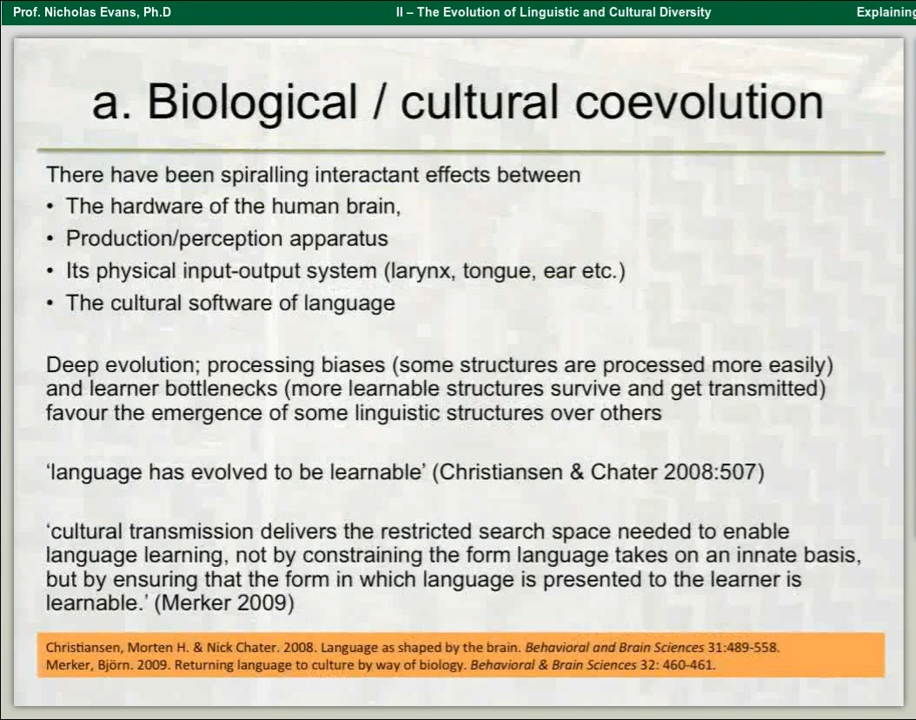 Prof. Nicholas Evans, Ph.D
II – The Evolution of Linguistic and Cultural Diversity
Explaining
a. Biological / cultural coevolution
There have been spiralling interactant effects between
• The hardware of the human brain,
• Production/perception apparatus
• Its physical input-output system (larynx, tongue, ear etc.)
• The cultural software of language
Deep evolution; processing biases (some structures are processed more easily)
and learner bottlenecks (more learnable structures survive and get transmitted)
favour the emergence of some linguistic structures over others
‘language has evolved to be learnable’ (Christiansen & Chater 2008:507)
‘cultural transmission delivers the restricted search space needed to enable
language learning, not by constraining the form language takes on an innate basis,
but by ensuring that the form in which language is presented to the learner is
learnable.’ (Merker 2009)
Christiansen, Morten H. & Nick Chater. 2008. Language as shaped by the brain. Behavioral and Brain Sciences 31:489-558.
Merker, Björn. 2009. Returning language to culture by way of biology. Behavioral & Brain Sciences 32: 460-461.